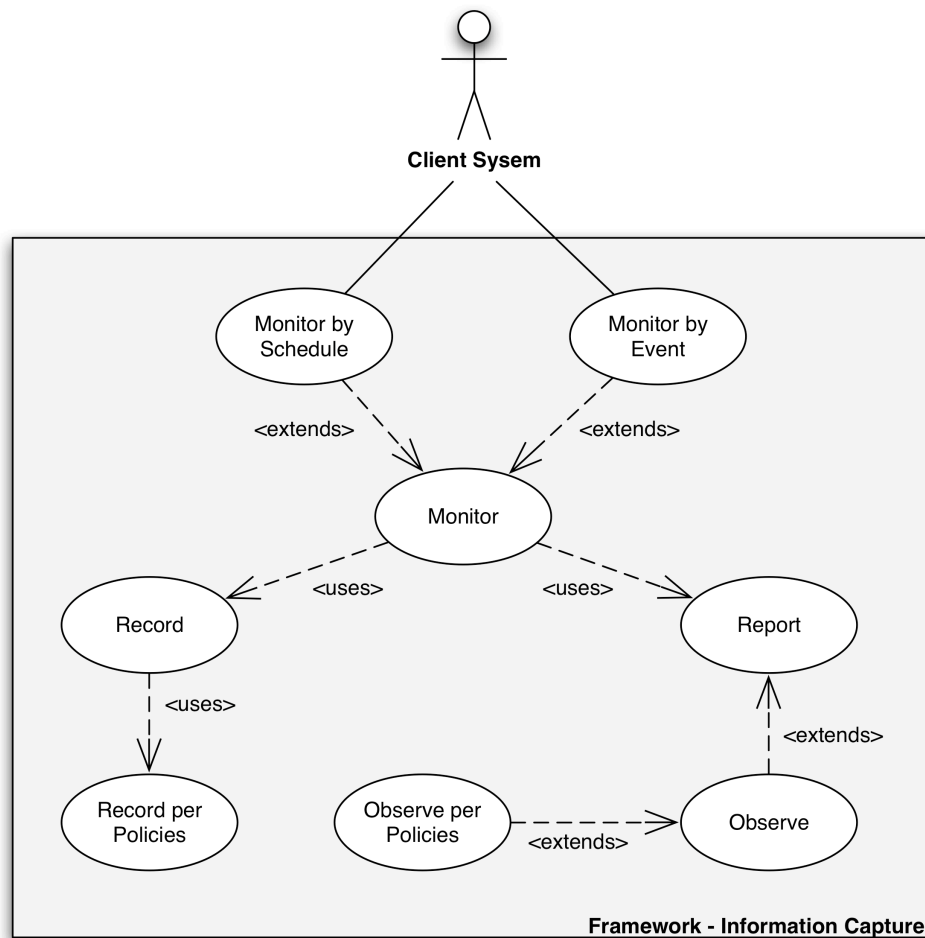 Client Sysem
Monitor by
Schedule
Monitor by
Event
<extends>
<extends>
Monitor
<uses>
<uses>
Record
Report
<uses>
<extends>
Record per
Policies
Observe per
Policies
<extends>
Observe
Framework - Information Capture